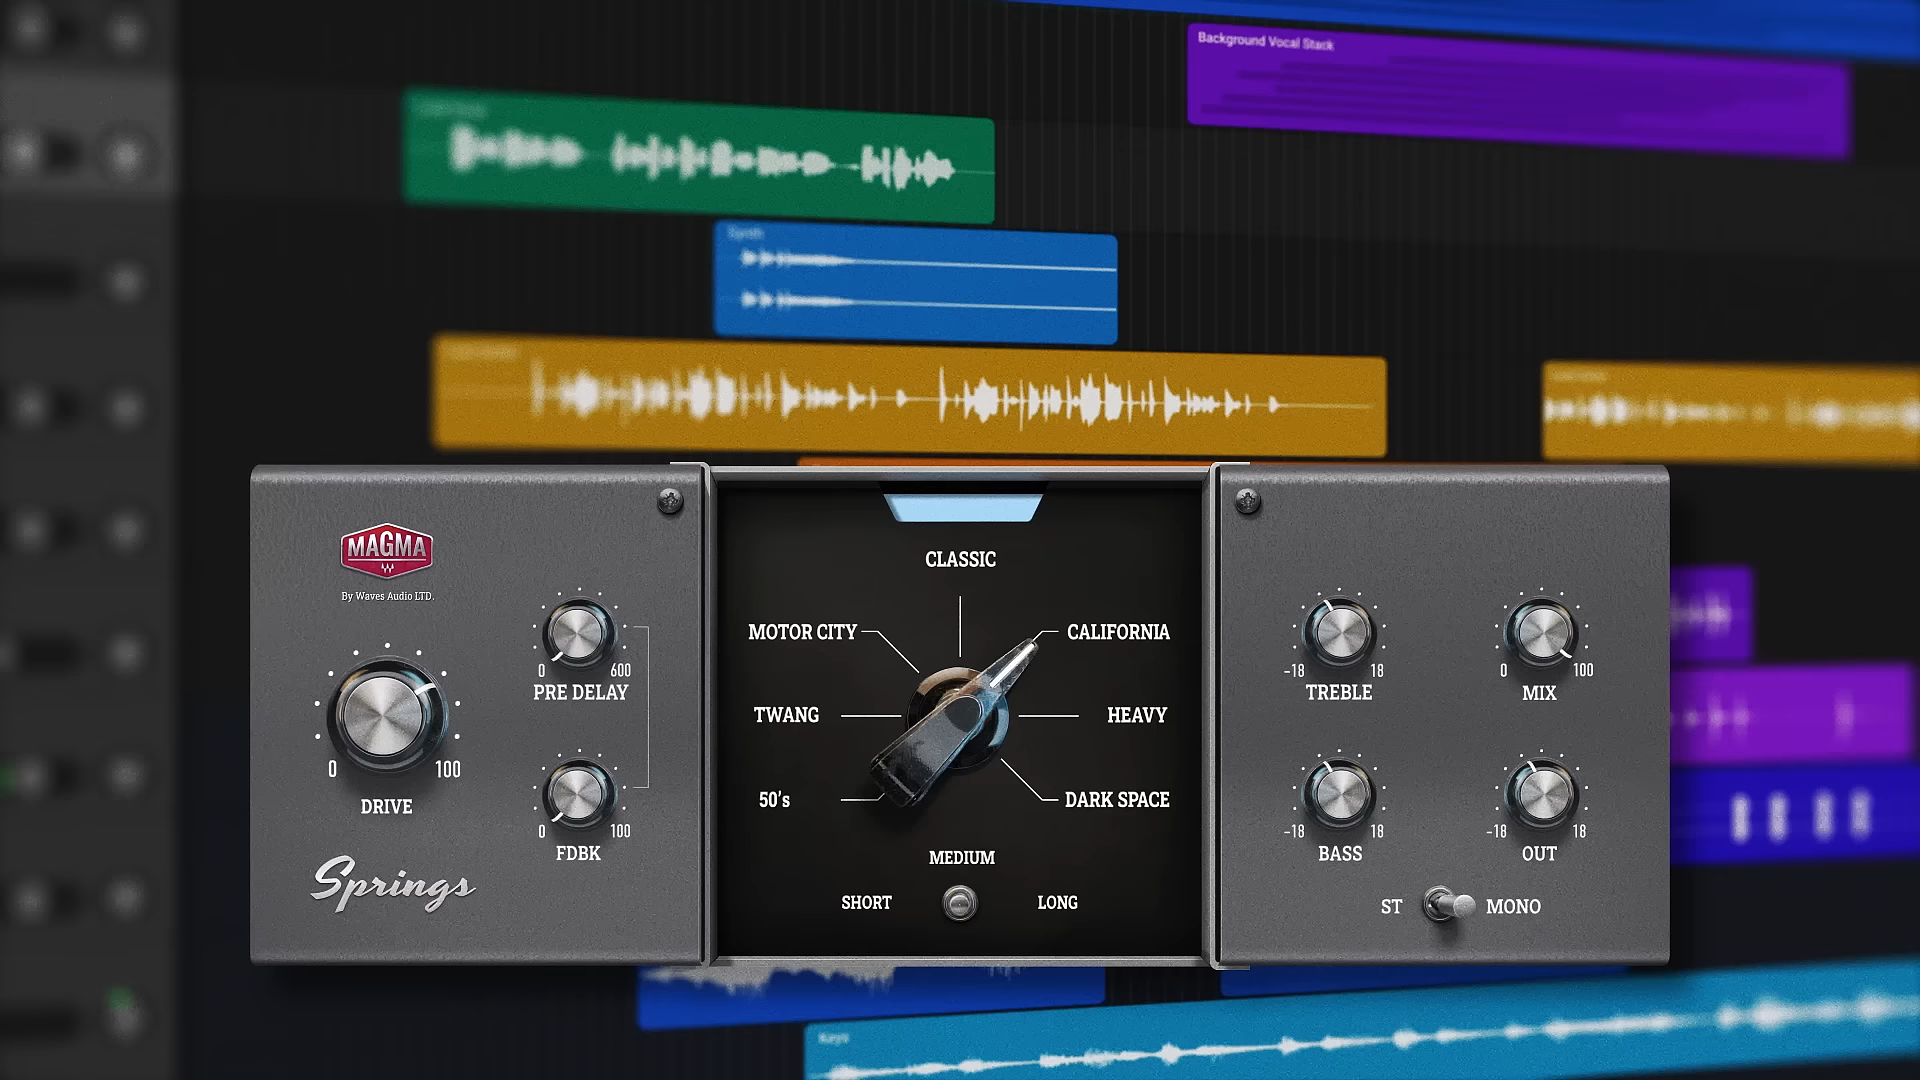 Background Vocal Stack
Synth
MAGMA
By Waves Audio LTD.
0
100
DRIVE
0
600
PRE DELAY
0
100
FDBK
Springs
CLASSIC
MOTOR CITY
CALIFORNIA
TWANG
HEAVY
50's
DARK SPACE
MEDIUM
SHORT
LONG
-18
18
TREBLE
0
100
MIX
-18
18
BASS
-18
18
OUT
ST
MONO
Keys